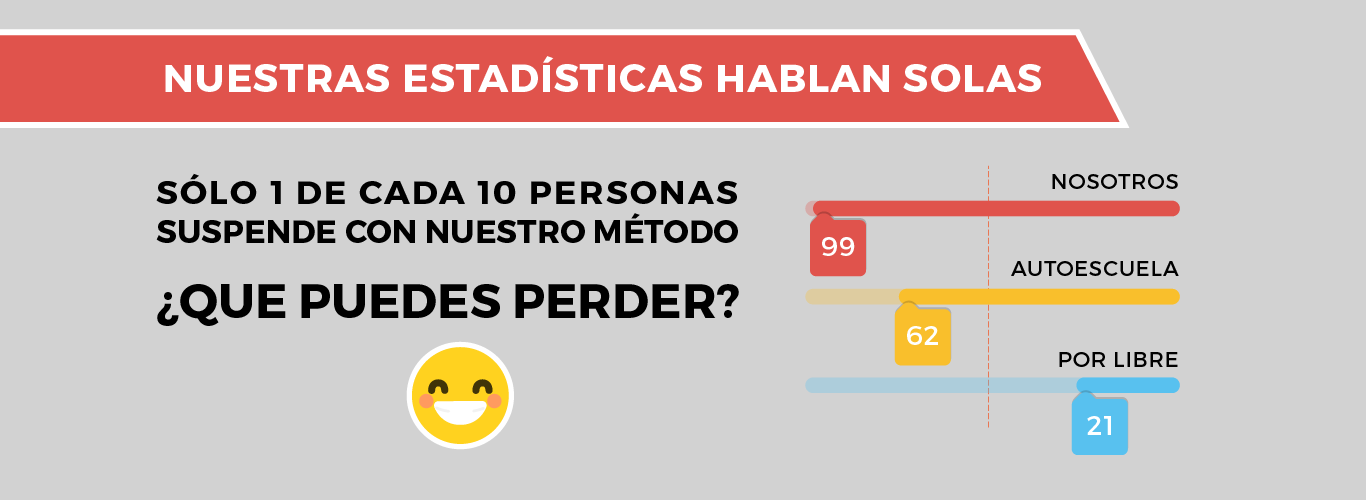 NUESTRAS ESTADÍSTICAS HABLAN SOLAS
SÓLO 1 DE CADA 10 PERSONAS
SUSPENDE CON NUESTRO MÉTODO
¿QUE PUEDES PERDER?
NOSOTROS
99
AUTOESCUELA
62
POR LIBRE
21